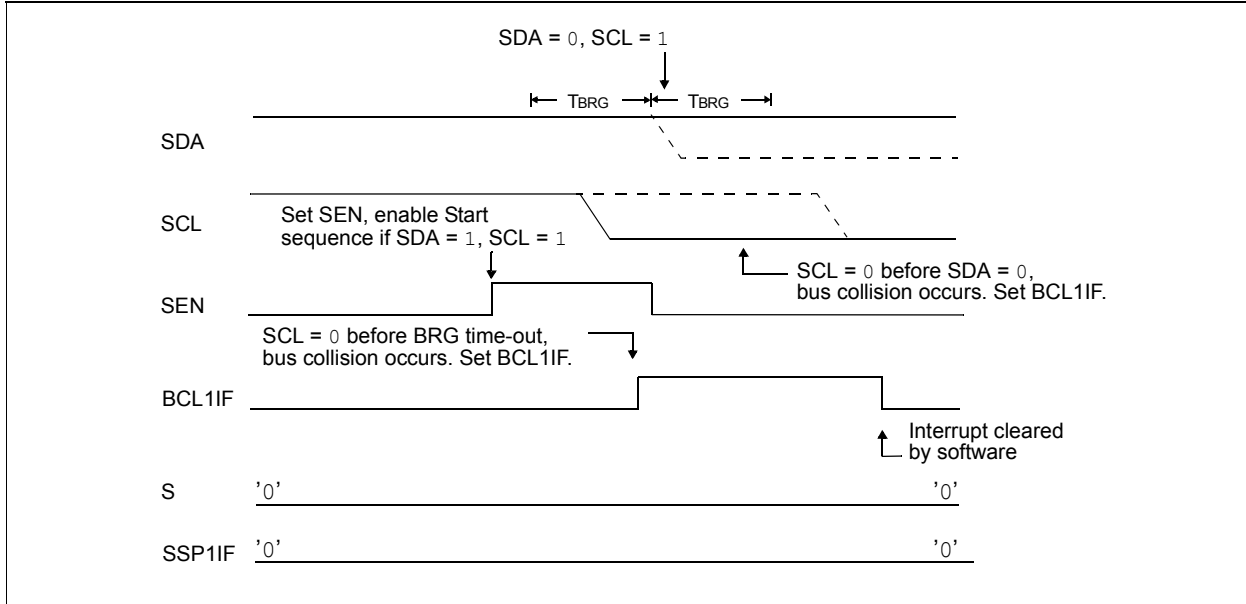 SDA = 0, SCL = 1
TBRG TBRG
SDA
SCL
Set SEN, enable Start
sequence if SDA = 1, SCL = 1
SCL = 0 before SDA = 0,
bus collision occurs. Set BCL1IF.
SEN
SCL = 0 before BRG time-out,
bus collision occurs. Set BCL1IF.
BCL1IF
Interrupt cleared
by software
S '0' '0'
SSP1IF '0' '0'